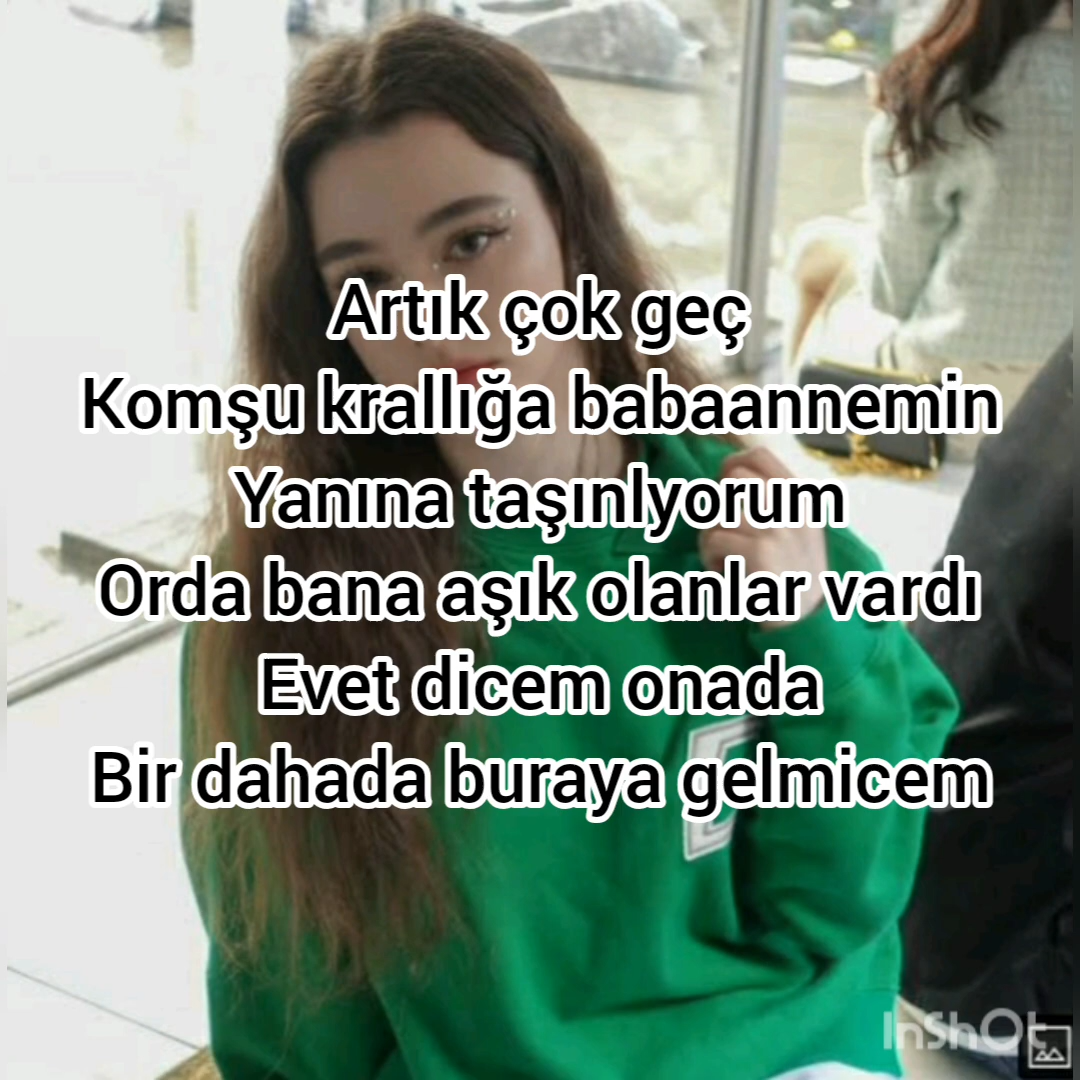 Artık çok geç
Komşu krallığa babaannemin
Yanına taşınlyorum
Orda bana aşık olanlar vardı
Evet dicem onada
Bir dahada buraya gelmicem
InShOt